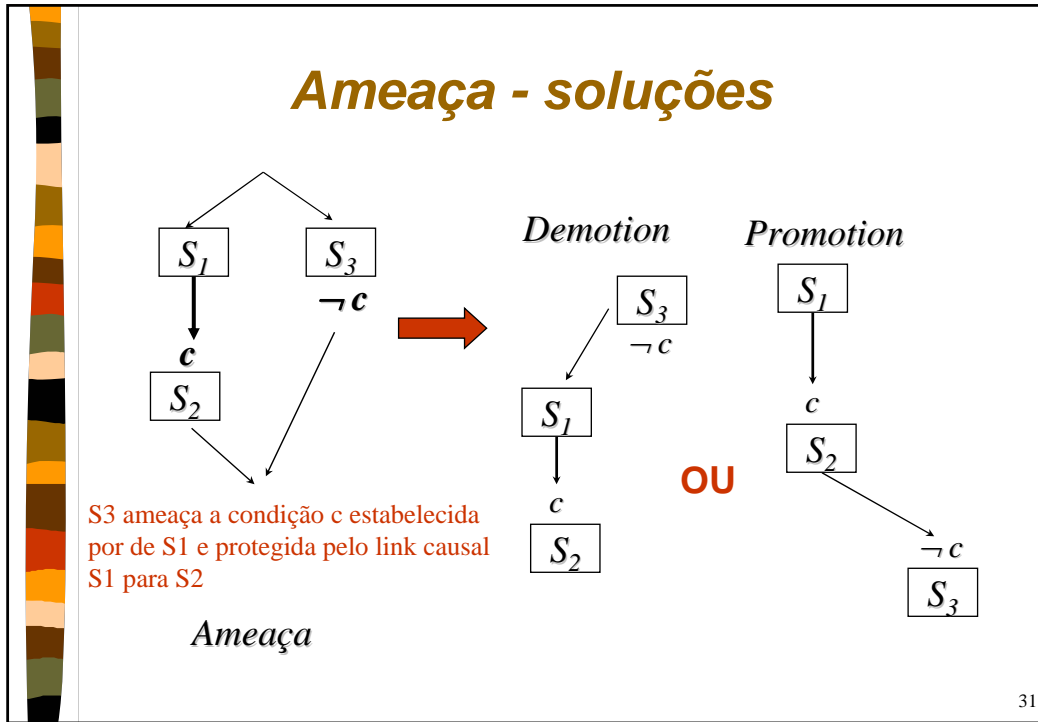 Ameaça - soluções
S1
S3
¬ c
c
S2
S3 ameaça a condição c estabelecida
por de S1 e protegida pelo link causal
S1 para S2
Ameaça
Demotion
S3
¬ c
S1
c
S2
OU
Promotion
S1
c
S2
¬ c
S3
31